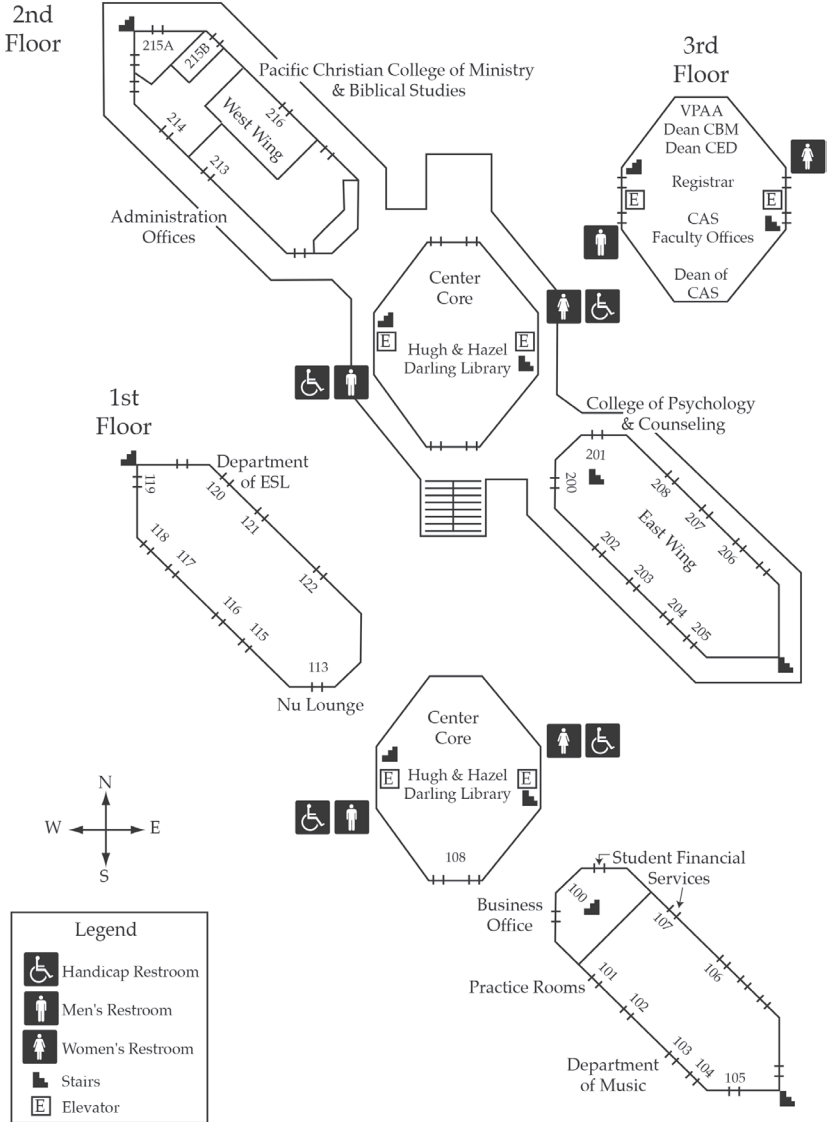 2nd
Floor
215A
215B
Pacific Christian College of Ministry
& Biblical Studies
214
West Wing
216
213
Administration
Offices
3rd
Floor
VPAA
Dean CBM
Dean CED
Registrar
E
E
CAS
Faculty Offices
Dean of
CAS
Center
Core
E
E
Hugh & Hazel
Darling Library
College of Psychology
& Counseling
201
200
208
207
206
East Wing
202
203
204
205
1st
Floor
Department
of ESL
119
120
121
118
117
122
116
115
113
Nu Lounge
Center
Core
E
E
Hugh & Hazel
Darling Library
108
N
W
E
S
Student Financial
Services
100
107
Business
Office
106
Practice Rooms
101
102
103
104
105
Department
of Music
Legend
Handicap Restroom
Men's Restroom
Women's Restroom
Stairs
E Elevator